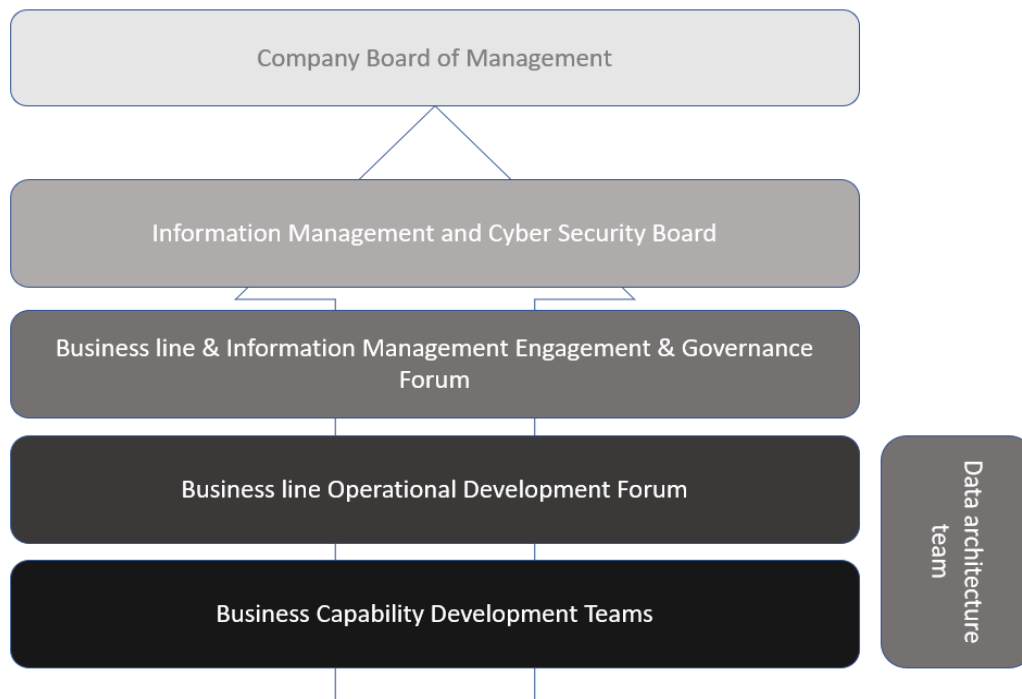 Company Board of Management
Information Management and Cyber Security Board
Business line & Information Management Engagement & Governance
Forum
Business line Operational Development Forum
Business Capability Development Teams
Data architecture
team